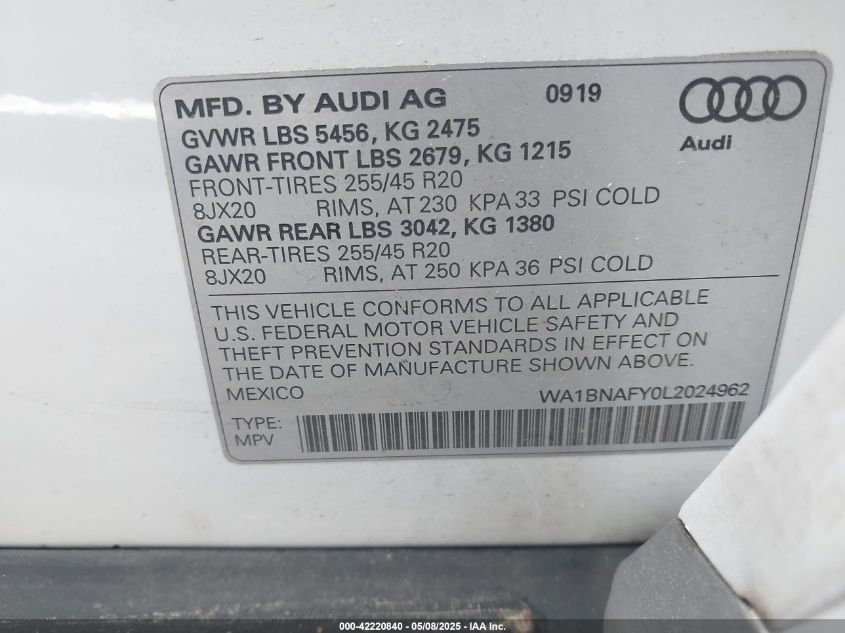 MFD. BY AUDI AG 0919
Audi
GVWR LBS 5456, KG 2475
GAWR FRONT LBS 2679, KG 1215
FRONT-TIRES 255/45 R20
8JX20 RIMS, AT 230 KPA 33 PSI COLD
GAWR REAR LBS 3042, KG 1380
REAR-TIRES 255/45 R20
8JX20 RIMS, AT 250 KPA 36 PSI COLD
THIS VEHICLE CONFORMS TO ALL APPLICABLE
U.S. FEDERAL MOTOR VEHICLE SAFETY AND
THEFT PREVENTION STANDARDS IN EFFECT ON
THE DATE OF MANUFACTURE SHOWN ABOVE.
MEXICO WA1BNAFY0L2024962
TYPE:
MPV
000-42220840 - 05/08/2025 - IAA Inc.